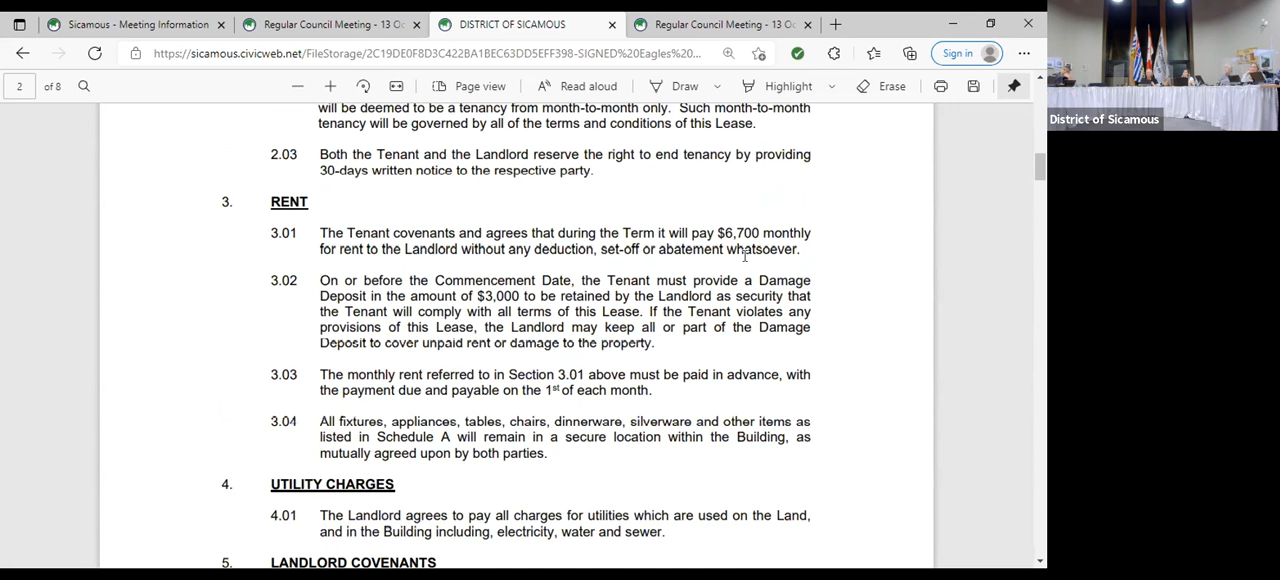 Sicamous - Meeting Information
Regular Council Meeting - 13 Oc
DISTRICT OF SICAMOUS
Regular Council Meeting - 13 Oc
https://sicamous.civicweb.net/FileStorage/2C19DE0F8D3C422BA1BEC63DD5EFF398-SIGNED%20Eagles%20...
Sign in
2 of 8
Page view
Read aloud
Draw
Highlight
Erase
District of Sicamous
will be deemed to be a tenancy from month-to-month only. Such month-to-month
tenancy will be governed by all of the terms and conditions of this Lease.
2.03 Both the Tenant and the Landlord reserve the right to end tenancy by providing
30-days written notice to the respective party.
3. RENT
3.01 The Tenant covenants and agrees that during the Term it will pay $6,700 monthly
for rent to the Landlord without any deduction, set-off or abatement whatsoever.
3.02 On or before the Commencement Date, the Tenant must provide a Damage
Deposit in the amount of $3,000 to be retained by the Landlord as security that
the Tenant will comply with all terms of this Lease. If the Tenant violates any
provisions of this Lease, the Landlord may keep all or part of the Damage
Deposit to cover unpaid rent or damage to the property.
3.03 The monthly rent referred to in Section 3.01 above must be paid in advance, with
the payment due and payable on the 1st of each month.
3.04 All fixtures, appliances, tables, chairs, dinnerware, silverware and other items as
listed in Schedule A will remain in a secure location within the Building, as
mutually agreed upon by both parties.
4. UTILITY CHARGES
4.01 The Landlord agrees to pay all charges for utilities which are used on the Land,
and in the Building including, electricity, water and sewer.
5. LANDLORD COVENANTS